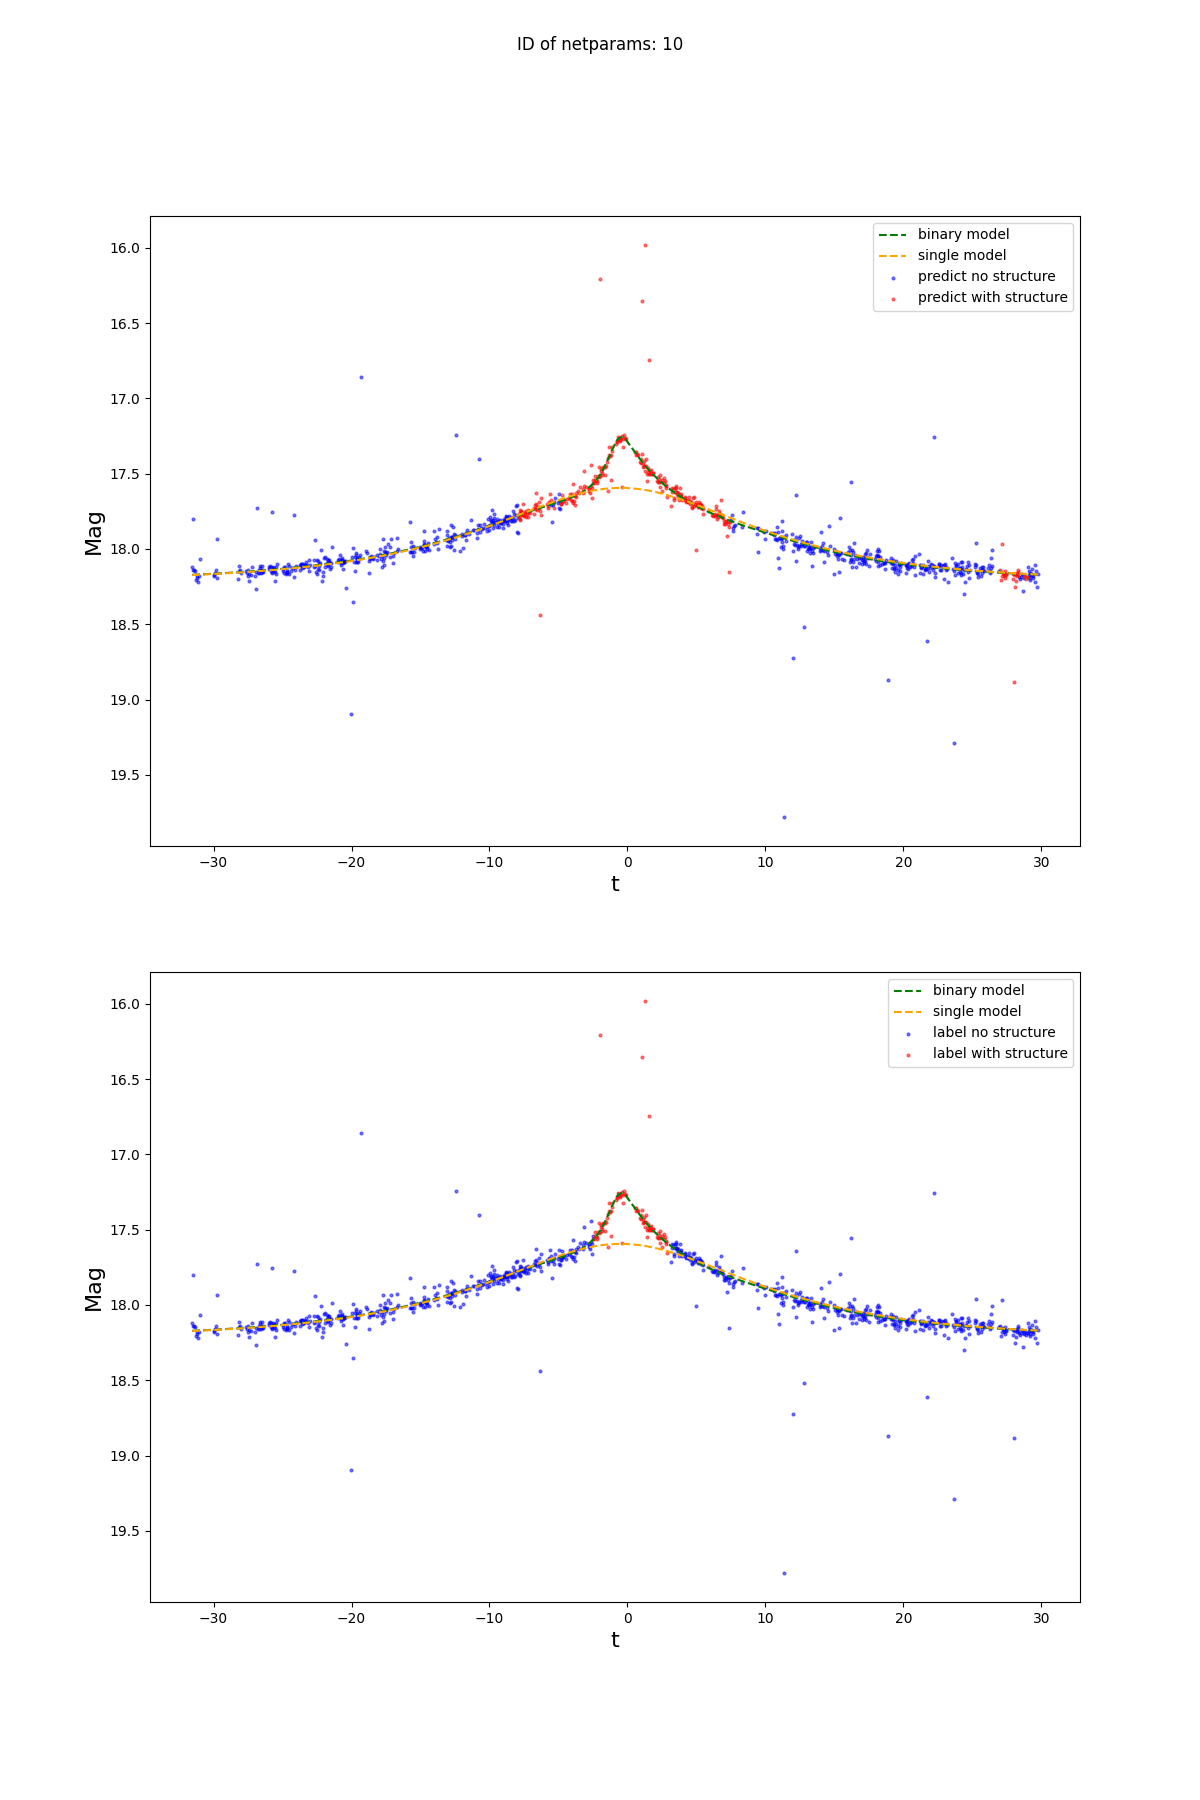 ID of netparams: 10
binary model
single model
predict no structure
predict with structure
16.0
16.5
17.0
17.5
18.0
18.5
19.0
19.5
Mag
−30 −20 −10 0 10 20 30
t
binary model
single model
label no structure
label with structure
16.0
16.5
17.0
17.5
18.0
18.5
19.0
19.5
Mag
−30 −20 −10 0 10 20 30
t